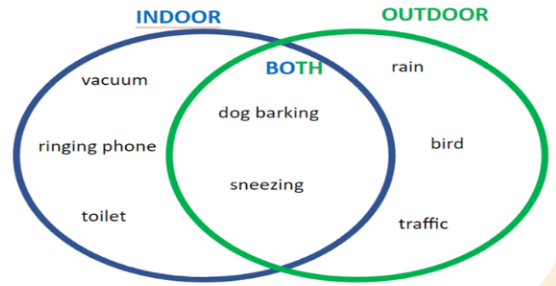 INDOOR
OUTDOOR
BOTH
vacuum
rain
dog barking
ringing phone
bird
sneezing
toilet
traffic